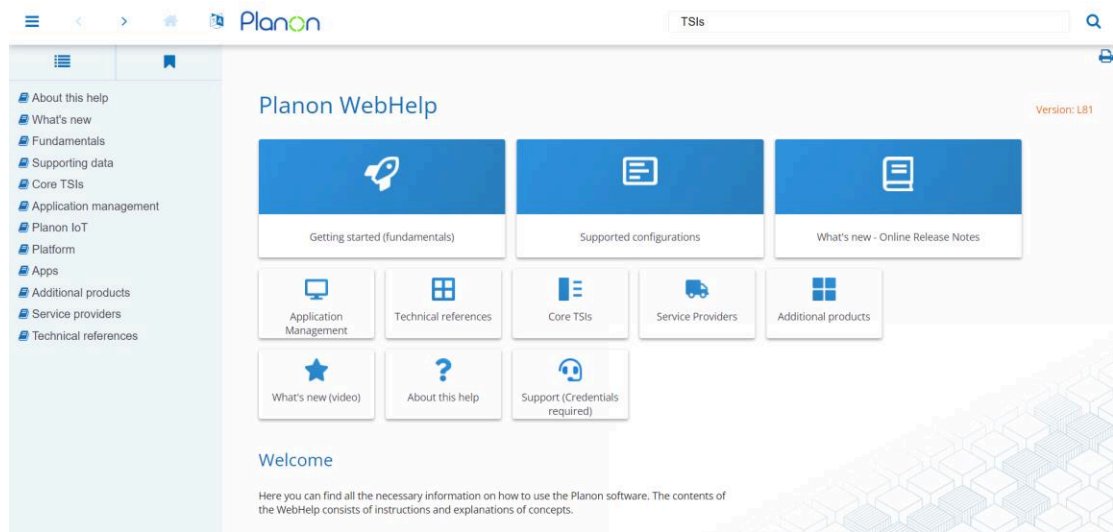 Planon
TSIs
About this help
What's new
Fundamentals
Supporting data
Core TSIs
Application management
Planon IoT
Platform
Apps
Additional products
Service providers
Technical references
Planon WebHelp
Version: L81
Getting started (fundamentals)
Supported configurations
What's new - Online Release Notes
Application
Management
Technical references
Core TSIs
Service Providers
Additional products
What's new (video)
About this help
Support (Credentials
required)
Welcome
Here you can find all the necessary information on how to use the Planon software. The contents of
the WebHelp consists of instructions and explanations of concepts.